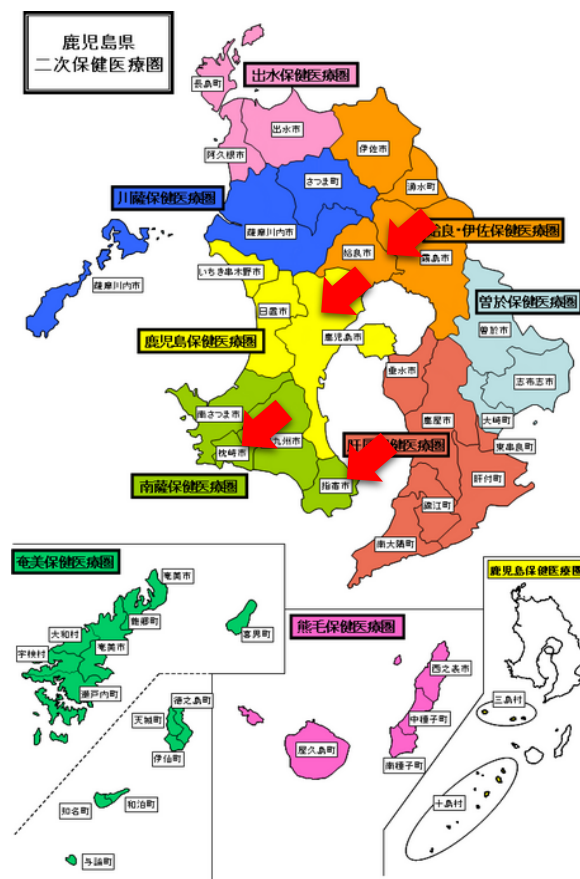 鹿児島県
二次保健医療圏
出水保健医療圏
長島町
出水市
阿久根市
伊佐市
湧水町
さつま町
川薩保健医療圏
薩摩川内市
薩摩川内市
姶良・伊佐保健医療圏
姶良市
霧島市
いちき串木野市
日置市
鹿児島保健医療圏
鹿児島市
曽於保健医療圏
曽於市
志布志市
大崎町
垂水市
鹿屋市
東串良町
南さつま市
九州市
枕崎市
南薩保健医療圏
指宿市
保健医療圏
肝付町
錦江町
南大隅町
奄美保健医療圏
奄美市
龍郷町
大和村
宇検村
奄美市
瀬戸内町
喜界町
徳之島町
天城町
伊仙町
和泊町
知名町
与論町
熊毛保健医療圏
西之表市
中種子町
南種子町
屋久島町
鹿児島保健医療圏
三島村
十島村